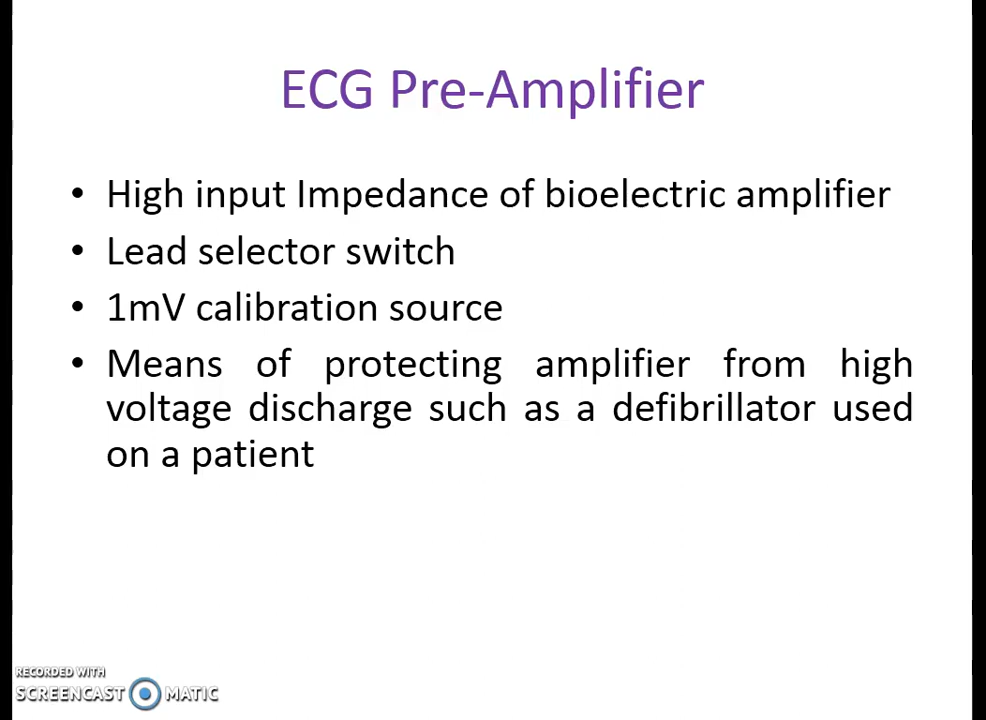 ECG Pre-Amplifier
• High input Impedance of bioelectric amplifier
• Lead selector switch
• 1mV calibration source
• Means of protecting amplifier from high
voltage discharge such as a defibrillator used
on a patient
RECORDED WITH
SCREENCAST MATIC